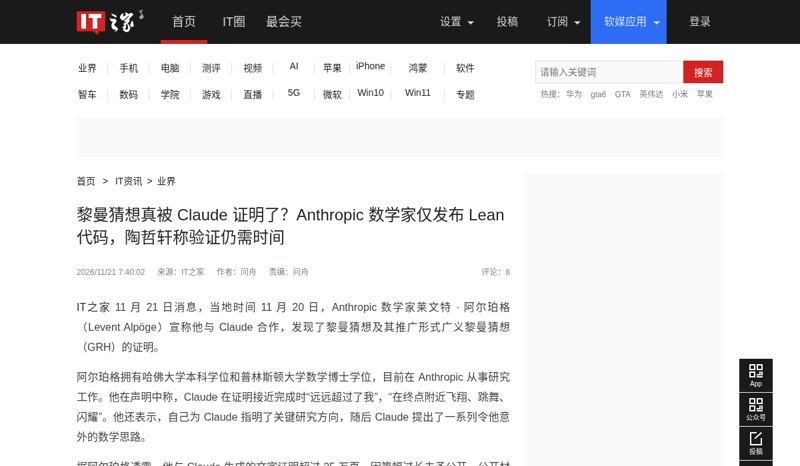 IT之家
首页 IT圈 最会买 设置 投稿 订阅 软媒应用 登录
业界 手机 电脑 测评 视频 AI 苹果 iPhone 鸿蒙 软件
请输入关键词 搜索
智车 数码 学院 游戏 直播 5G 微软 Win10 Win11 专题
热搜: 华为 gta6 GTA 英伟达 小米 苹果
首页 > IT资讯 > 业界
黎曼猜想真被 Claude 证明了？Anthropic 数学家仅发布 Lean
代码，陶哲轩称验证仍需时间
2026/11/21 7:40:02 来源：IT之家 作者：问舟 责编：问舟 评论：8
IT之家 11 月 21 日消息，当地时间 11 月 20 日，Anthropic 数学家莱文特 · 阿尔珀格
（Levent Alpöge）宣称他与 Claude 合作，发现了黎曼猜想及其推广形式广义黎曼猜想
（GRH）的证明。
阿尔珀格拥有哈佛大学本科学位和普林斯顿大学数学博士学位，目前在 Anthropic 从事研究
工作。他在声明中称，Claude 在证明接近完成时“远远超过了我”，“在终点附近飞翔、跳舞、
闪耀”。他还表示，自己为 Claude 指明了关键研究方向，随后 Claude 提出了一系列令他意
外的数学思路。
App
公众号
投稿